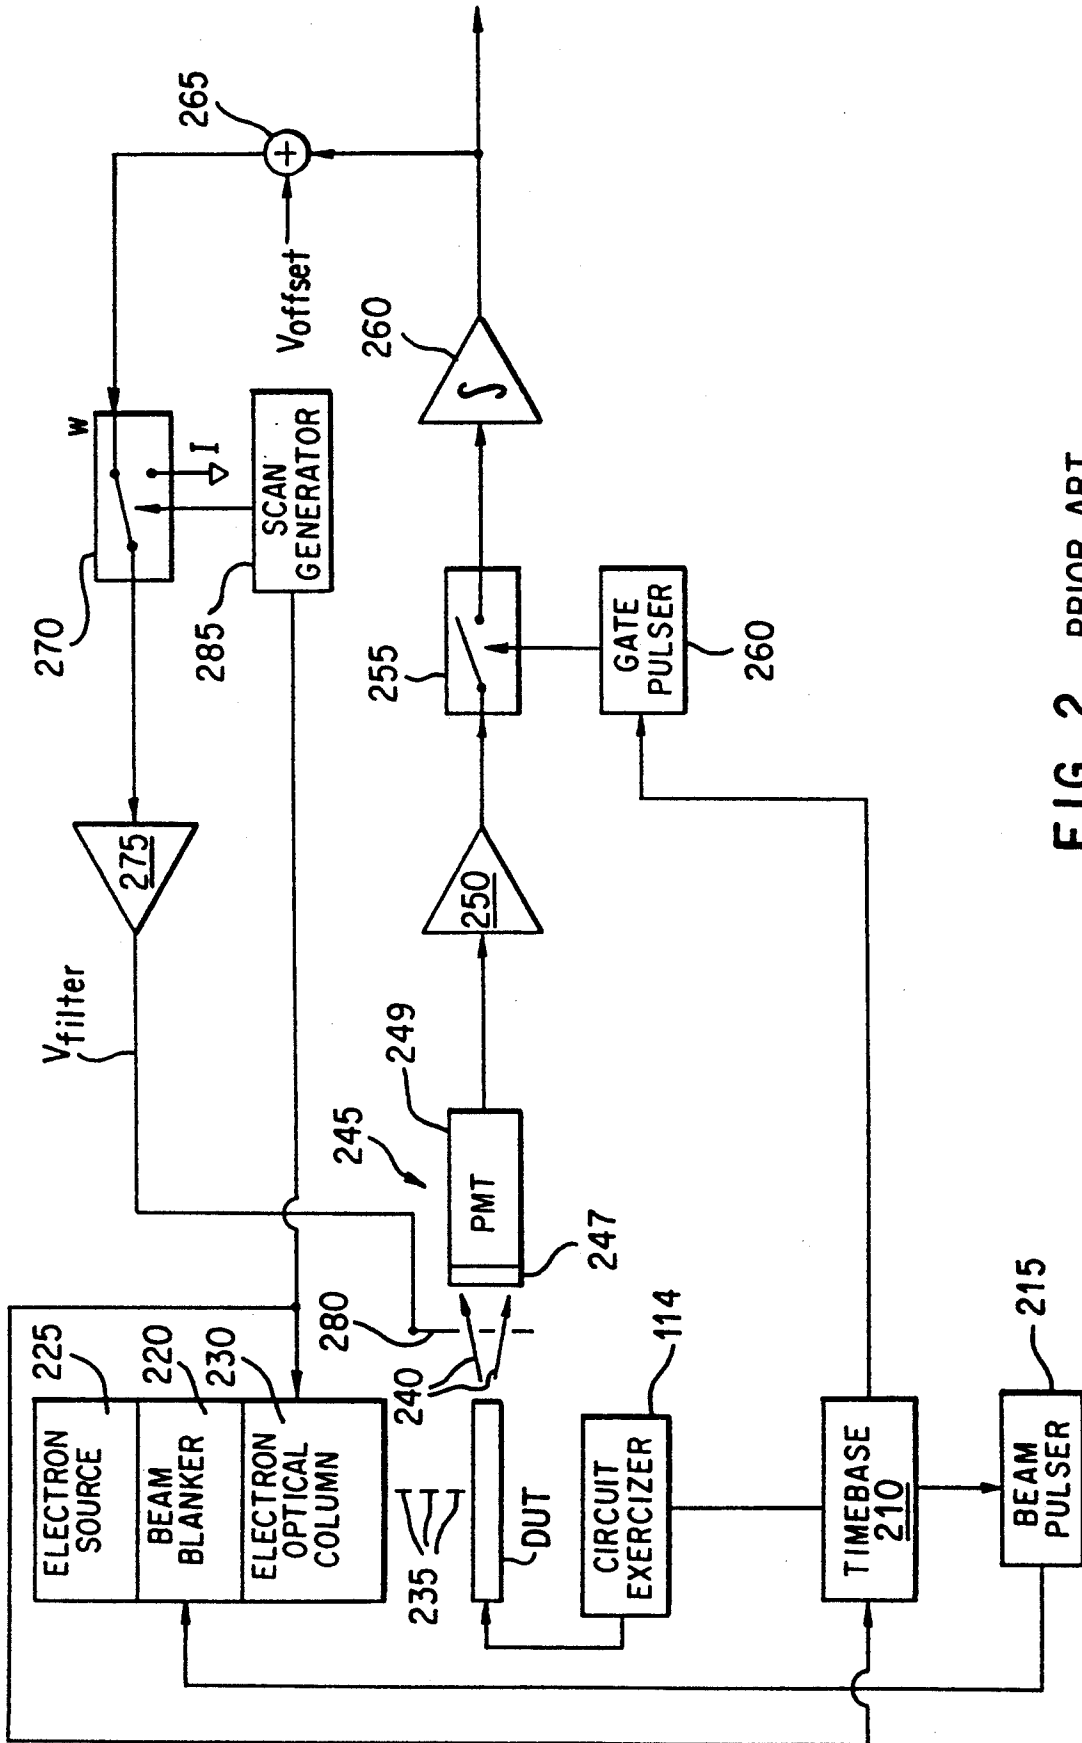 ELECTRON
SOURCE
225
BEAM
BLANKER
220
ELECTRON
OPTICAL
COLUMN
230
235
DUT
240
280
Vfilter
275
270
W
I
SCAN
GENERATOR
285
Voffset
265
245
249
PMT
247
250
255
260
GATE
PULSER
260
CIRCUIT
EXERCIZER
114
TIMEBASE
210
BEAM
PULSER
215
FIG. 2 PRIOR ART